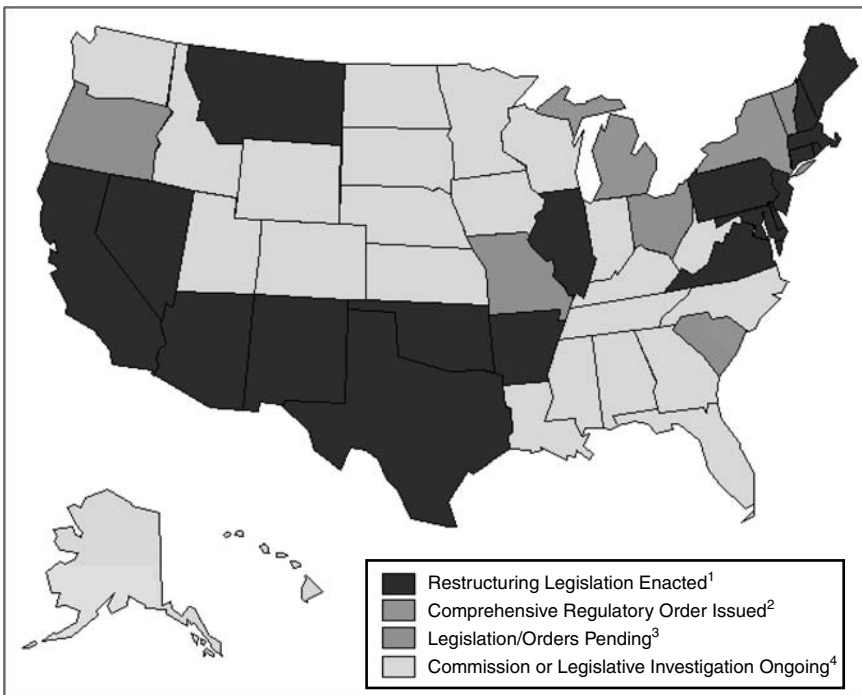 Restructuring Legislation Enacted¹
Comprehensive Regulatory Order Issued²
Legislation/Orders Pending³
Commission or Legislative Investigation Ongoing⁴